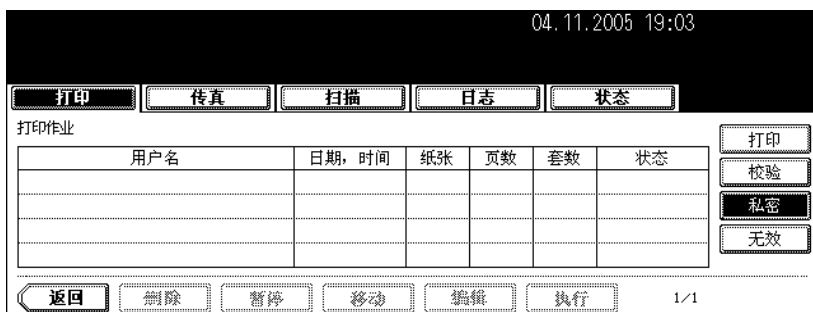 04.11.2005 19:03
打印 传真 扫描 日志 状态
打印作业
用户名 日期，时间 纸张 页数 套数 状态
打印
校验
私密
无效
返回 删除 暂停 移动 编辑 执行 1/1